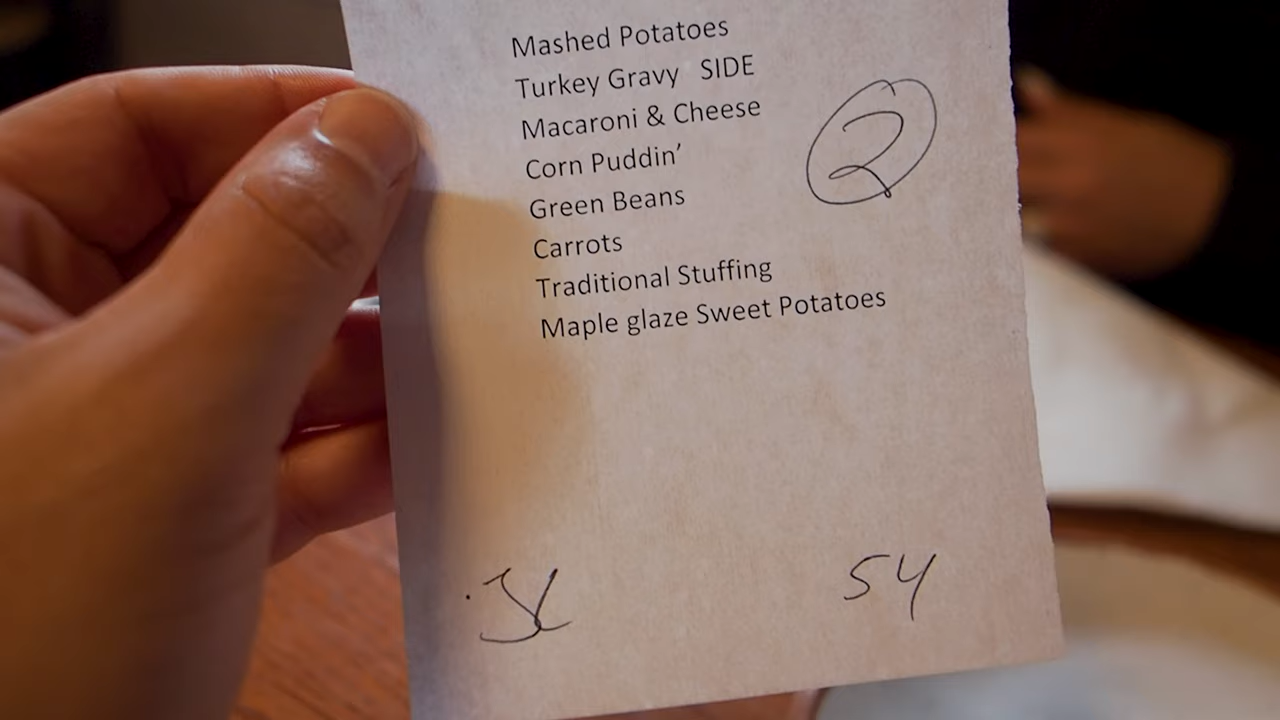 Mashed Potatoes
Turkey Gravy SIDE
Macaroni & Cheese
2
Corn Puddin’
Green Beans
Carrots
Traditional Stuffing
Maple glaze Sweet Potatoes
54